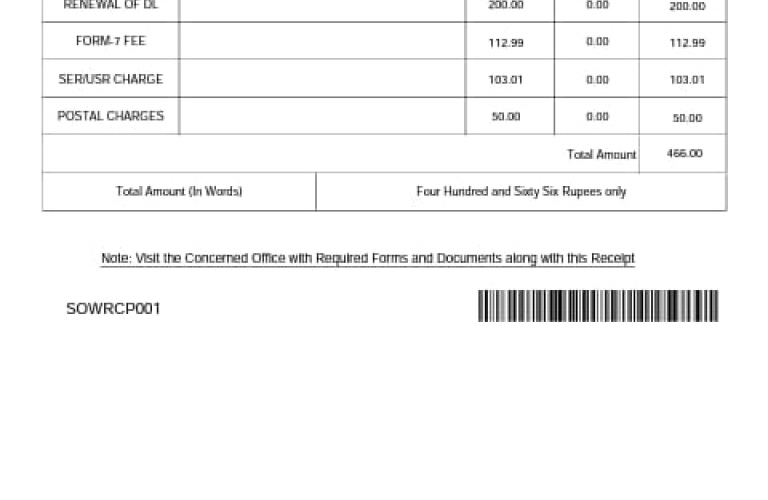 RENEWAL OF DL 200.00 0.00 200.00
FORM-7 FEE 112.99 0.00 112.99
SER/USR CHARGE 103.01 0.00 103.01
POSTAL CHARGES 50.00 0.00 50.00
Total Amount 466.00
Total Amount (In Words) Four Hundred and Sixty Six Rupees only
Note: Visit the Concerned Office with Required Forms and Documents along with this Receipt
SOWRCP001